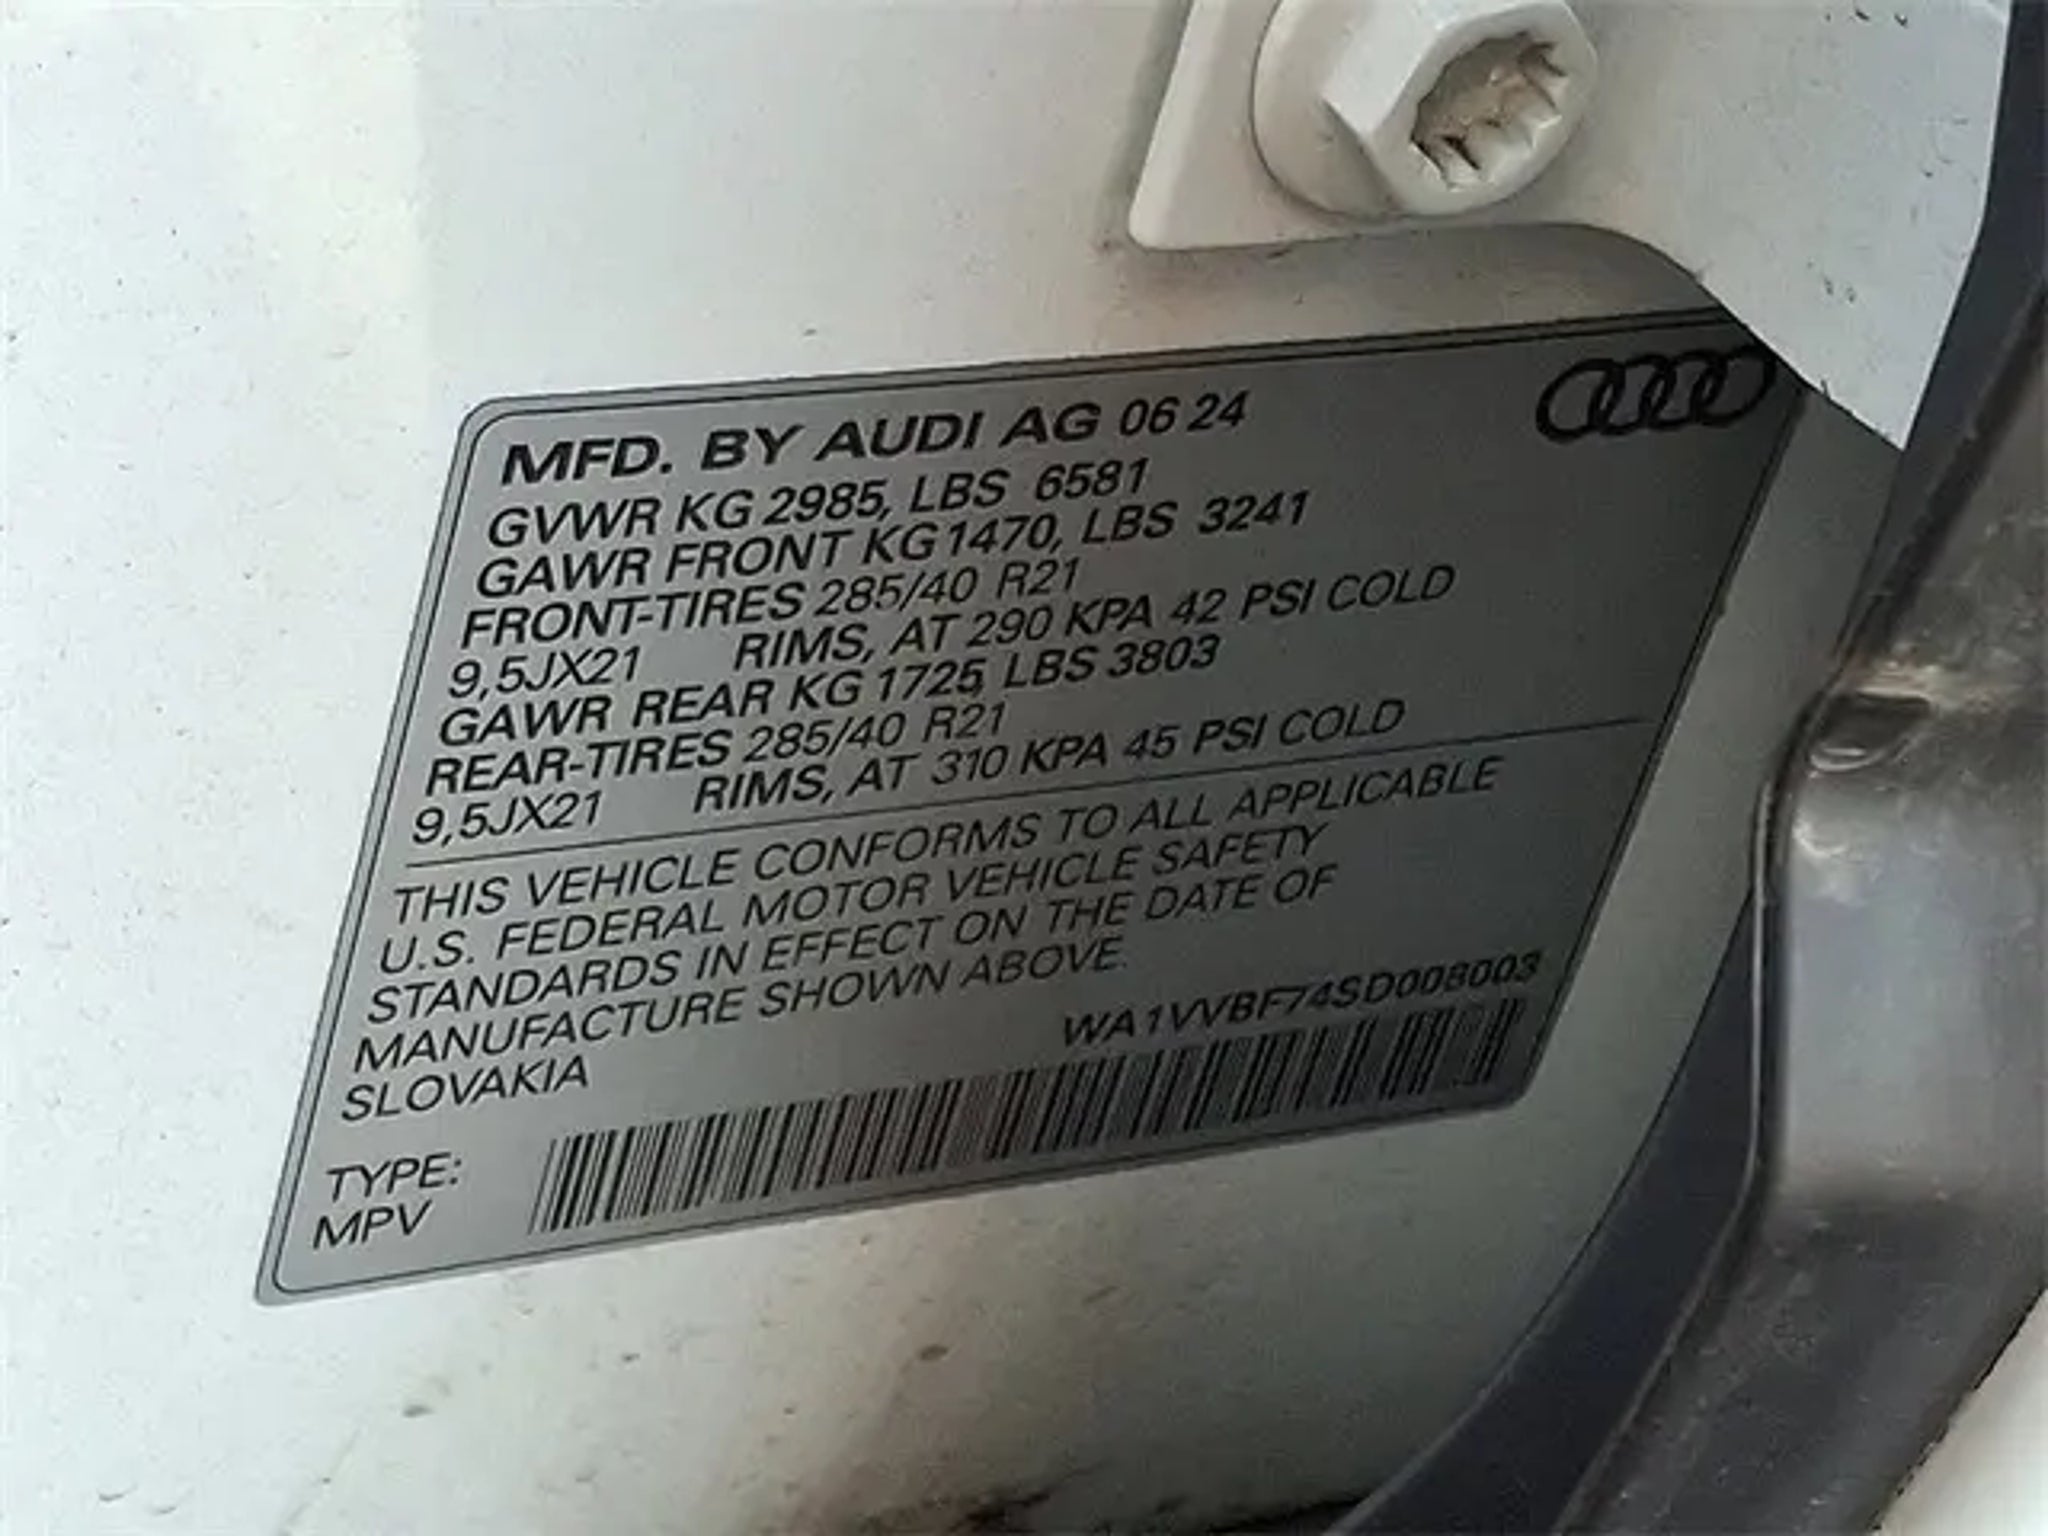 MFD. BY AUDI AG 06 24
GVWR KG 2985, LBS 6581
GAWR FRONT KG 1470, LBS 3241
FRONT-TIRES 285/40 R21
9,5JX21 RIMS, AT 290 KPA 42 PSI COLD
GAWR REAR KG 1725, LBS 3803
REAR-TIRES 285/40 R21
9,5JX21 RIMS, AT 310 KPA 45 PSI COLD
THIS VEHICLE CONFORMS TO ALL APPLICABLE
U.S. FEDERAL MOTOR VEHICLE SAFETY
STANDARDS IN EFFECT ON THE DATE OF
MANUFACTURE SHOWN ABOVE.
SLOVAKIA
WA1VVBF74SD008003
TYPE:
MPV